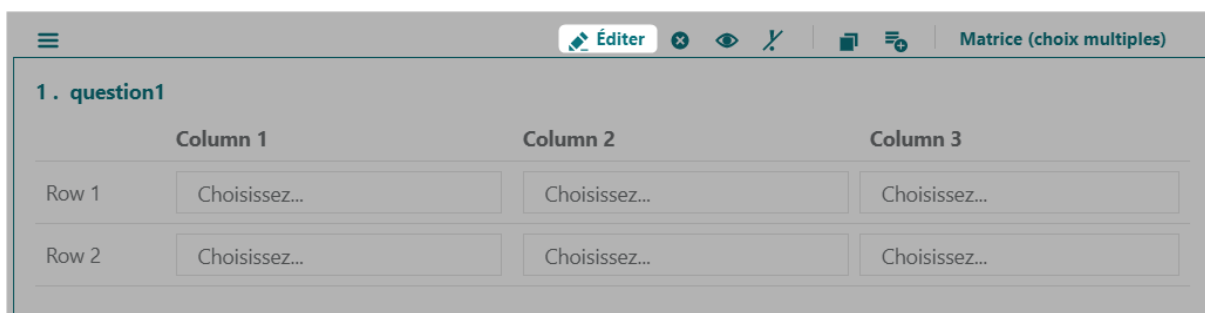 Éditer Matrice (choix multiples)
1 . question1
Column 1 Column 2 Column 3
Row 1 Choisissez... Choisissez... Choisissez...
Row 2 Choisissez... Choisissez... Choisissez...